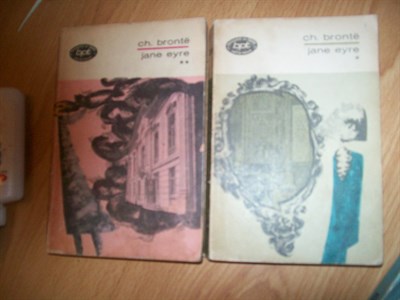 bpt
ch. brontë
jane eyre
**
bpt
ch. brontë
jane eyre
*